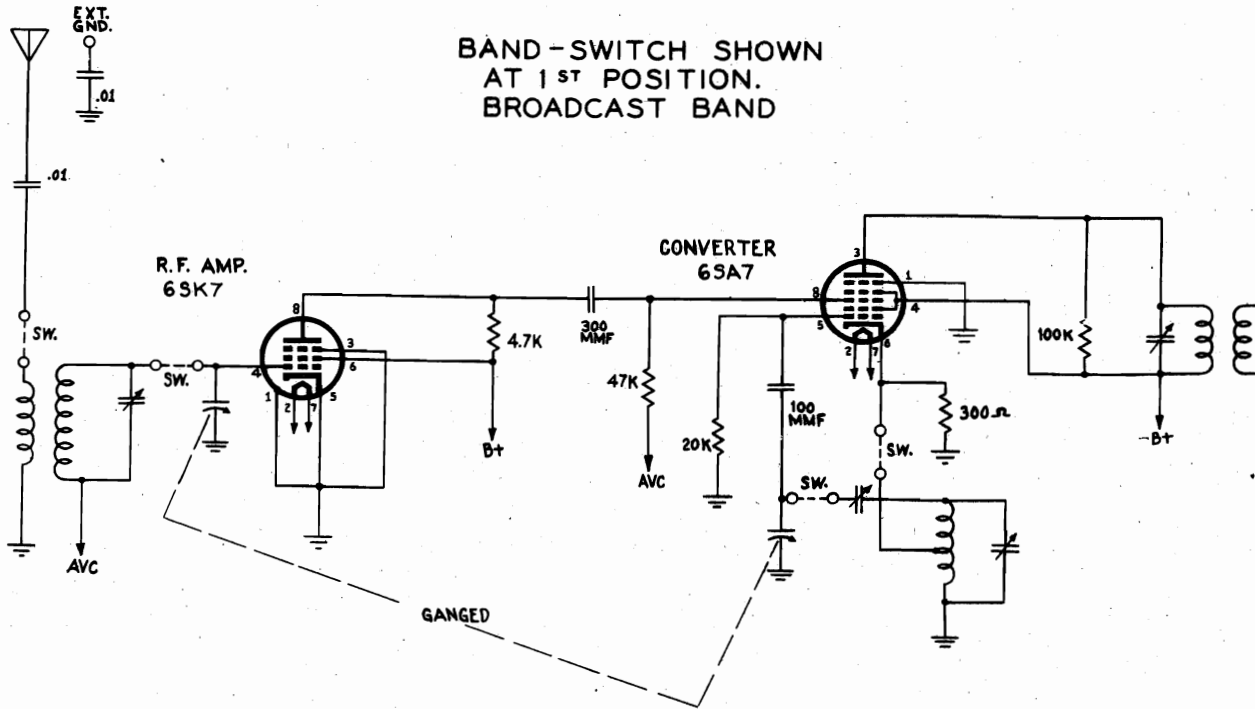 EXT.
GND.
.01
BAND-SWITCH SHOWN
AT 1ST POSITION.
BROADCAST BAND
.01
R.F. AMP.
6SK7
CONVERTER
6SA7
SW.
SW.
8
3
6
4
1
2
7
5
4.7K
B+
300
MMF
47K
AVC
3
1
8
4
5
2
7
6
20K
100
MMF
SW.
SW.
300Ω
100K
B+
AVC
GANGED